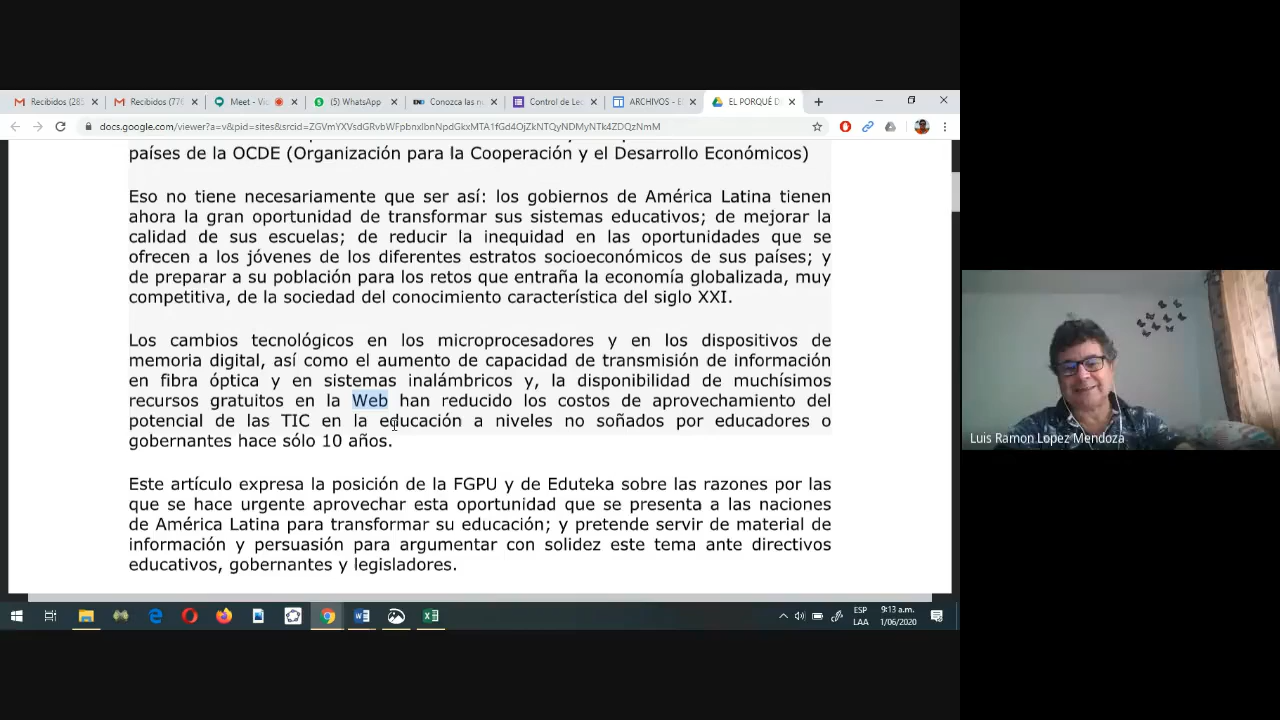 Recibidos (28
Recibidos (770
Meet - Vi
(5) WhatsApp
Conozca las n
Control de Lec
ARCHIVOS - E
EL PORQUÉ D
docs.google.com/viewer?a=v&pid=sites&srcid=ZGVmYXVsdGRvbWFpbnxlbnNpdGkxMTA1fGd4OjZkNTQyNDMyNTk4ZDQzNmM
países de la OCDE (Organización para la Cooperación y el Desarrollo Económicos)
Eso no tiene necesariamente que ser así: los gobiernos de América Latina tienen
ahora la gran oportunidad de transformar sus sistemas educativos; de mejorar la
calidad de sus escuelas; de reducir la inequidad en las oportunidades que se
ofrecen a los jóvenes de los diferentes estratos socioeconómicos de sus países; y
de preparar a su población para los retos que entraña la economía globalizada, muy
competitiva, de la sociedad del conocimiento característica del siglo XXI.
Los cambios tecnológicos en los microprocesadores y en los dispositivos de
memoria digital, así como el aumento de capacidad de transmisión de información
en fibra óptica y en sistemas inalámbricos y, la disponibilidad de muchísimos
recursos gratuitos en la Web han reducido los costos de aprovechamiento del
potencial de las TIC en la educación a niveles no soñados por educadores o
gobernantes hace sólo 10 años.
Este artículo expresa la posición de la FGPU y de Eduteka sobre las razones por las
que se hace urgente aprovechar esta oportunidad que se presenta a las naciones
de América Latina para transformar su educación; y pretende servir de material de
información y persuasión para argumentar con solidez este tema ante directivos
educativos, gobernantes y legisladores.
Luis Ramon Lopez Mendoza
ESP
LAA
9:13 a.m.
1/06/2020